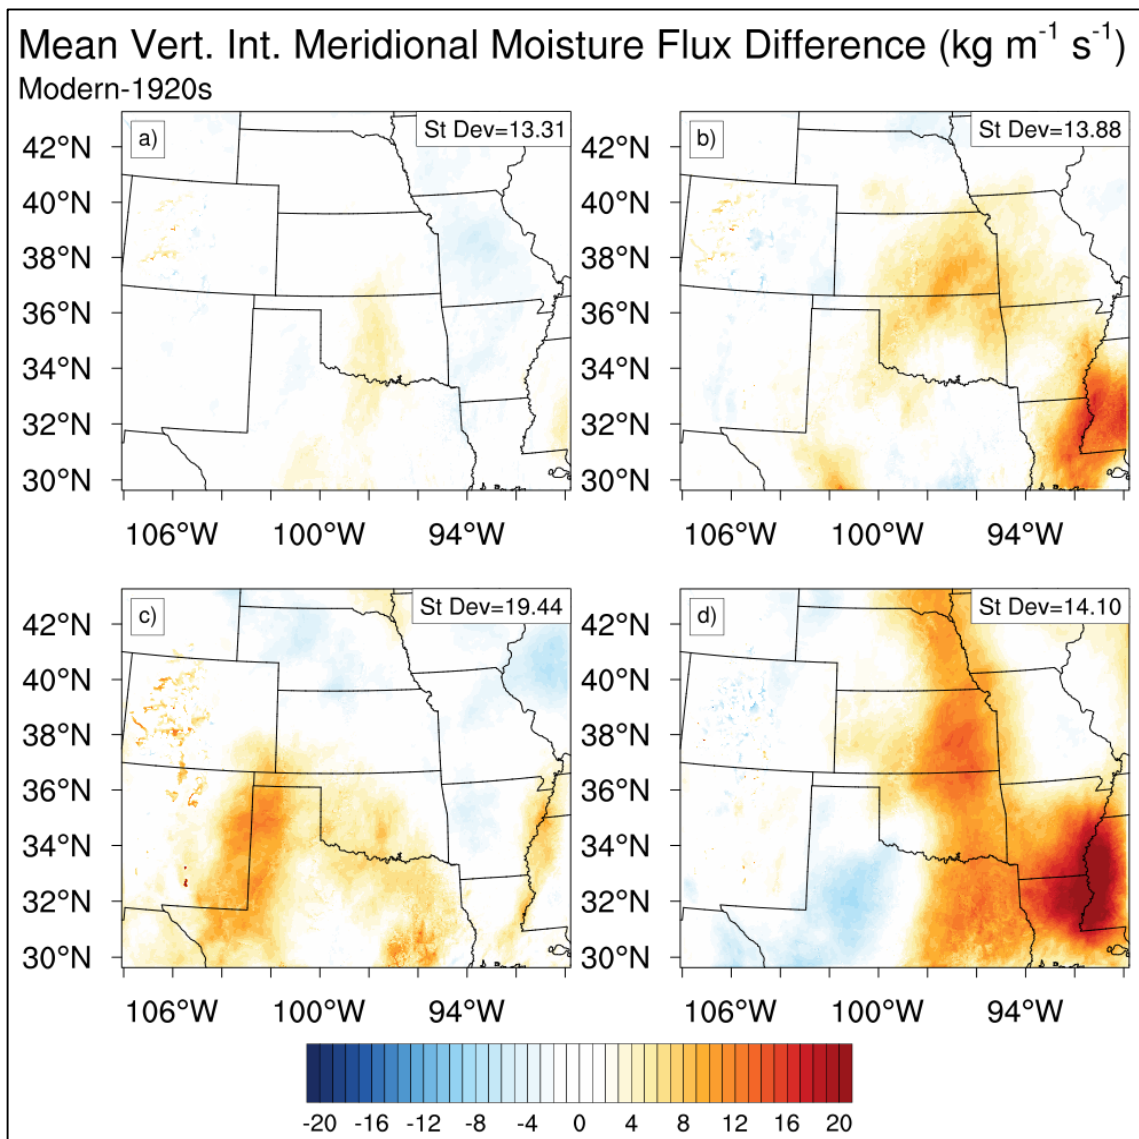 Mean Vert. Int. Meridional Moisture Flux Difference (kg m⁻¹ s⁻¹)
Modern-1920s
a)
St Dev=13.31
42°N
40°N
38°N
36°N
34°N
32°N
30°N
106°W 100°W 94°W
b)
St Dev=13.88
42°N
40°N
38°N
36°N
34°N
32°N
30°N
106°W 100°W 94°W
c)
St Dev=19.44
42°N
40°N
38°N
36°N
34°N
32°N
30°N
106°W 100°W 94°W
d)
St Dev=14.10
42°N
40°N
38°N
36°N
34°N
32°N
30°N
106°W 100°W 94°W
-20 -16 -12 -8 -4 0 4 8 12 16 20